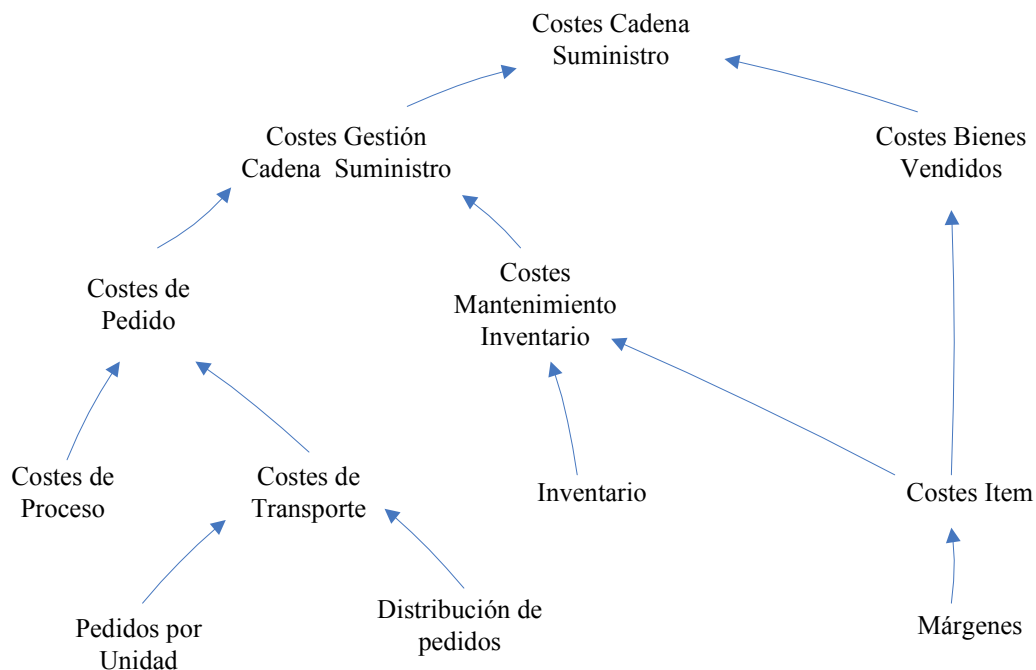 Costes Cadena
Suministro
Costes Gestión
Cadena  Suministro
Costes Bienes
Vendidos
Costes de
Pedido
Costes
Mantenimiento
Inventario
Costes de
Proceso
Costes de
Transporte
Inventario
Costes Item
Pedidos por
Unidad
Distribución de
pedidos
Márgenes